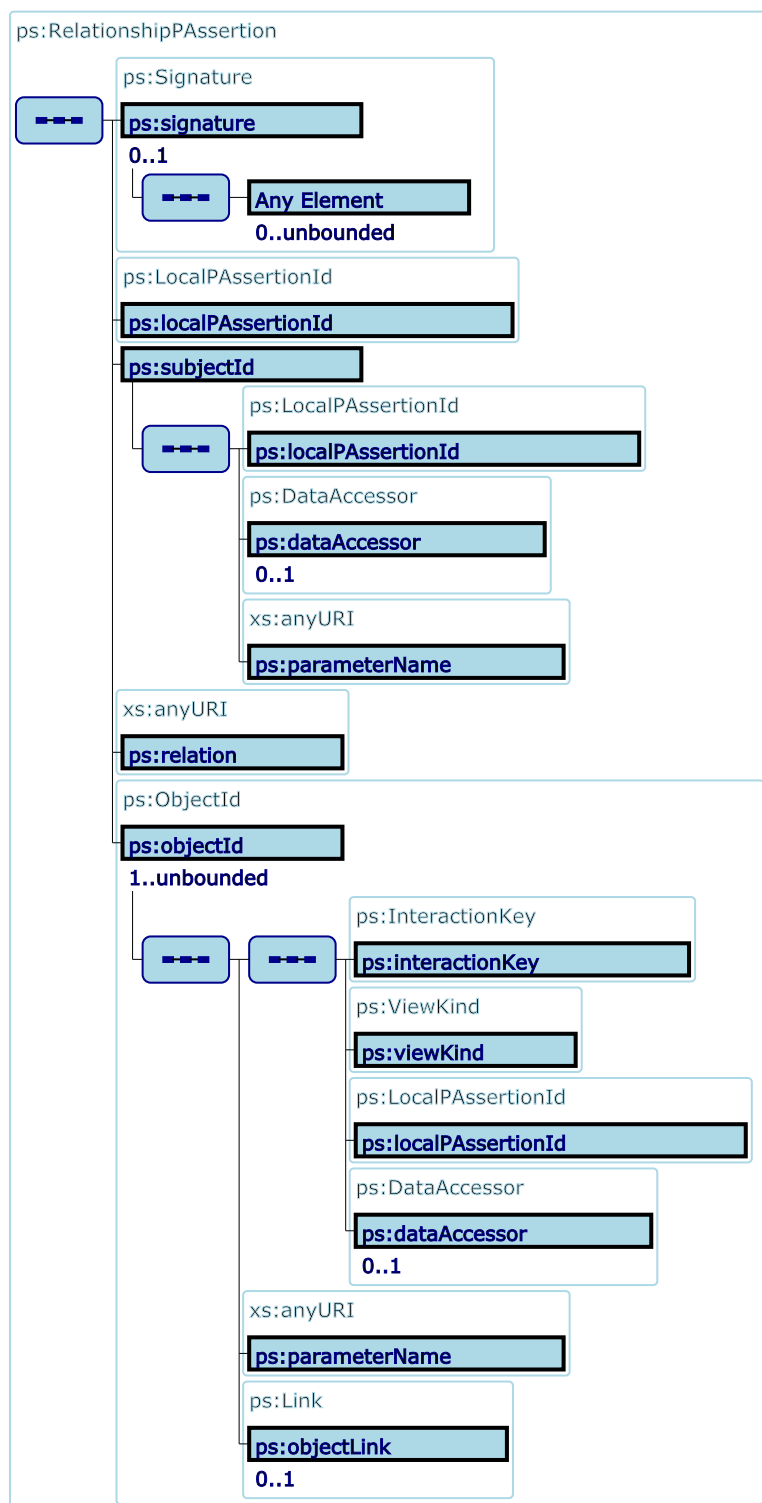 ps:RelationshipPAssertion
ps:Signature
ps:signature
0..1
Any Element
0..unbounded
ps:LocalPAssertionId
ps:localPAssertionId
ps:subjectId
ps:LocalPAssertionId
ps:localPAssertionId
ps:DataAccessor
ps:dataAccessor
0..1
xs:anyURI
ps:parameterName
xs:anyURI
ps:relation
ps:ObjectId
ps:objectId
1..unbounded
ps:InteractionKey
ps:interactionKey
ps:ViewKind
ps:viewKind
ps:LocalPAssertionId
ps:localPAssertionId
ps:DataAccessor
ps:dataAccessor
0..1
xs:anyURI
ps:parameterName
ps:Link
ps:objectLink
0..1